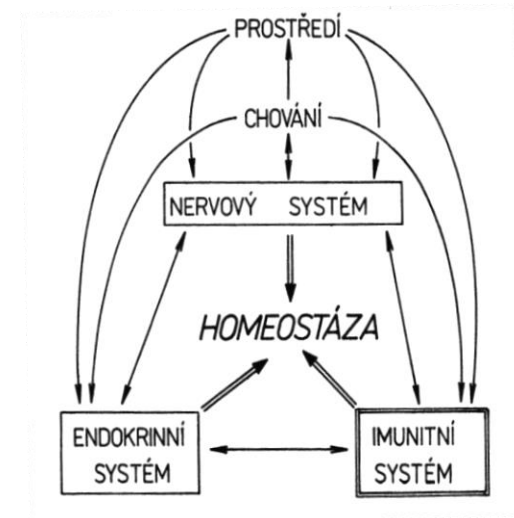 PROSTŘEDÍ
CHOVÁNÍ
NERVOVÝ SYSTÉM
HOMEOSTÁZA
ENDOKRINNÍ
SYSTÉM
IMUNITNÍ
SYSTÉM